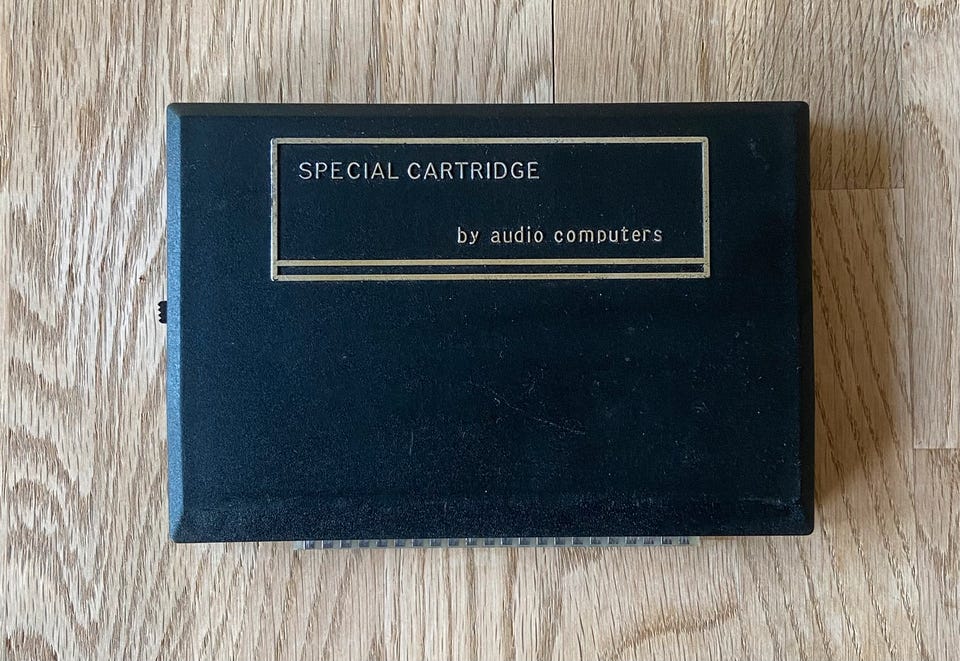 SPECIAL CARTRIDGE
by audio computers